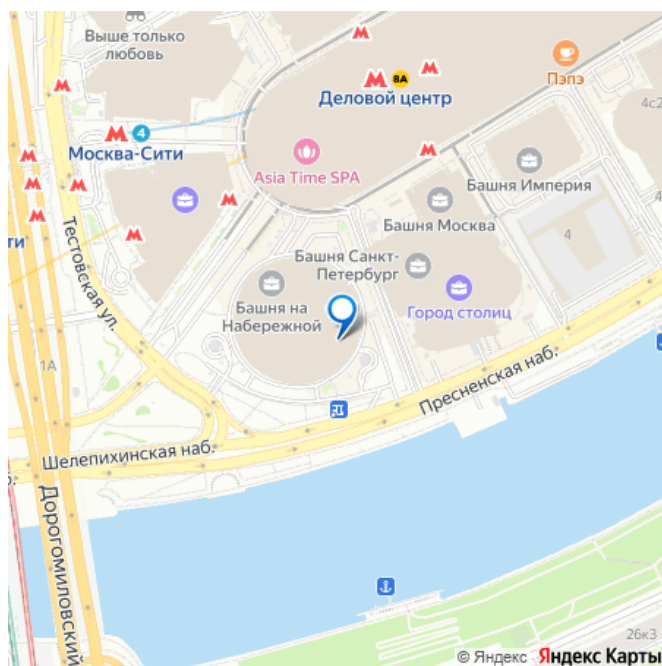 Выше только
любовь
8А
Деловой центр
Пэпэ
4с2
4
Москва-Сити
Asia Time SPA
Башня Империя
Башня Москва
4
ти
Тестовская ул.
Башня Санкт-
Петербург
Башня на
Набережной
Город столиц
1А
Пресненская наб.
Шелепихинская наб.
р.
Дорогомиловский
26к3
© Яндекс Яндекс Карты